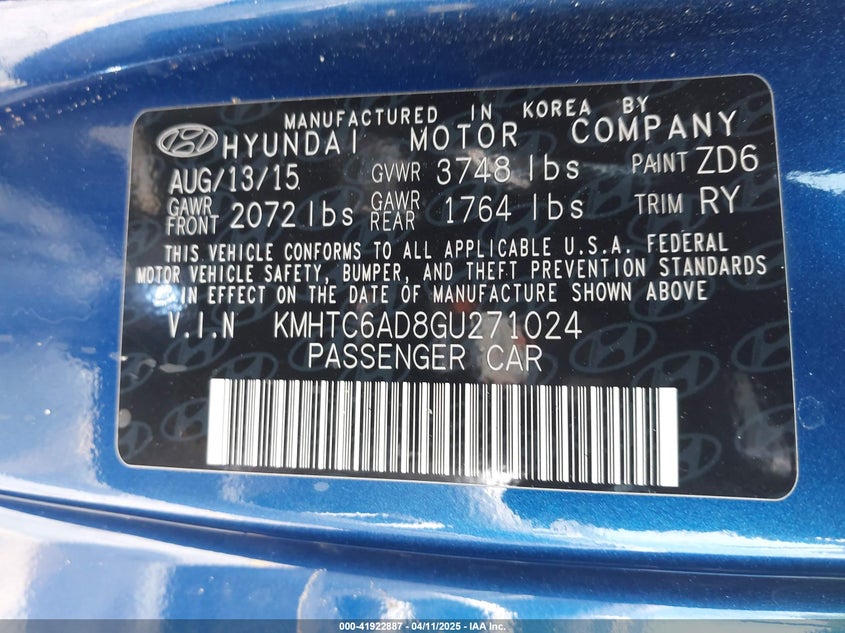 MANUFACTURED IN KOREA BY
HYUNDAI MOTOR COMPANY
AUG/13/15 GVWR 3748 lbs PAINT ZD6
GAWR FRONT 2072 lbs GAWR REAR 1764 lbs TRIM RY
THIS VEHICLE CONFORMS TO ALL APPLICABLE U.S.A. FEDERAL
MOTOR VEHICLE SAFETY, BUMPER, AND THEFT PREVENTION STANDARDS
IN EFFECT ON THE DATE OF MANUFACTURE SHOWN ABOVE
V.I.N KMHTC6AD8GU271024
PASSENGER CAR
000-41922887 - 04/11/2025 - IAA, Inc.